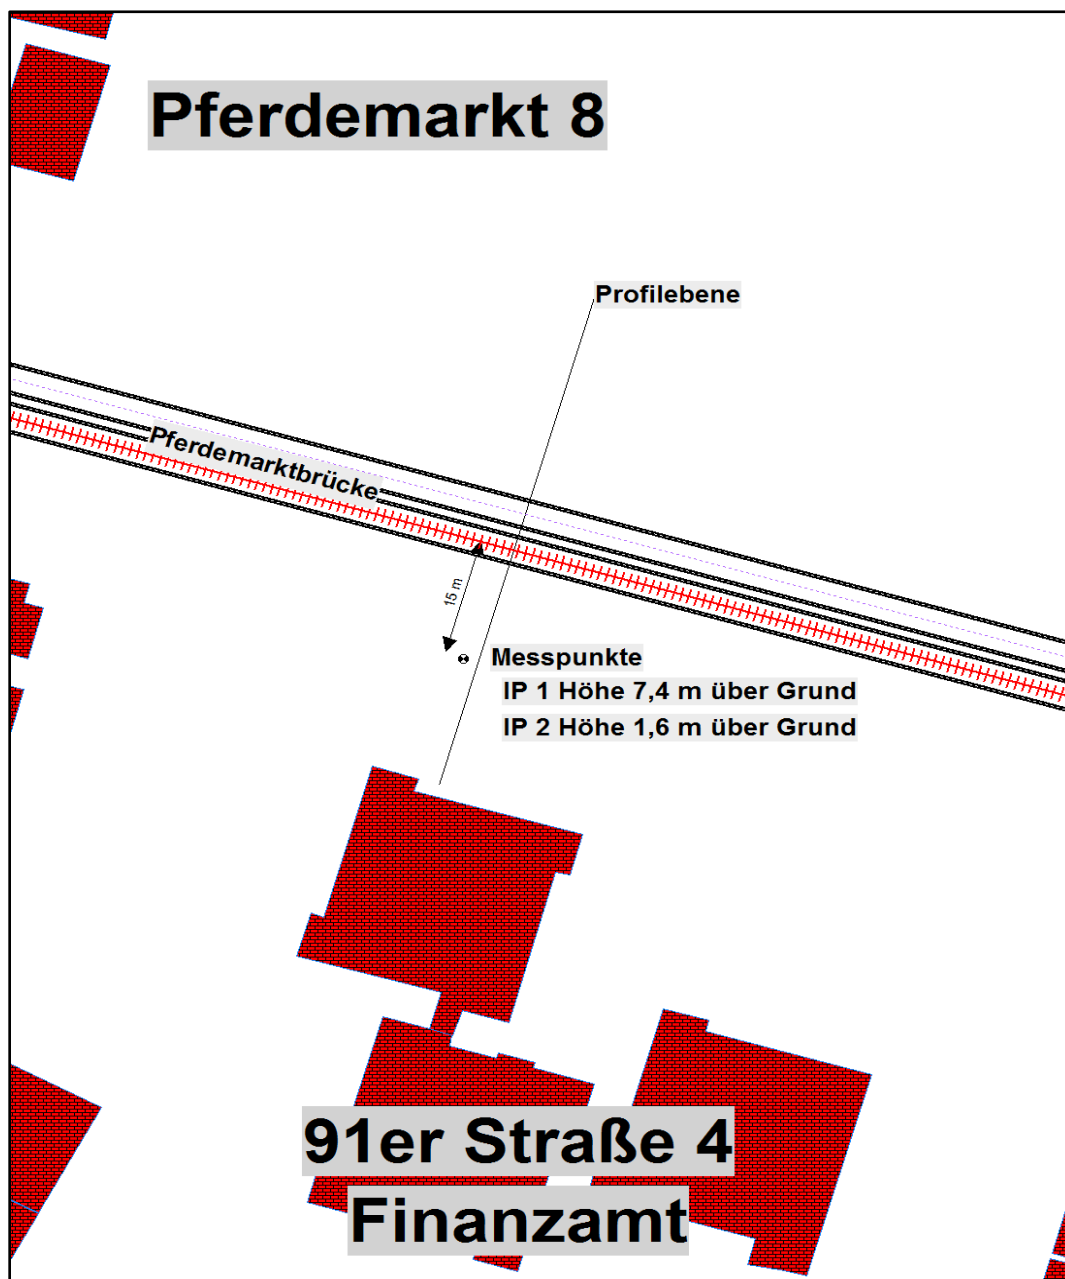 Pferdemarkt 8
Profilebene
Pferdemarktbrücke
15 m
Messpunkte
IP 1 Höhe 7,4 m über Grund
IP 2 Höhe 1,6 m über Grund
91er Straße 4
Finanzamt